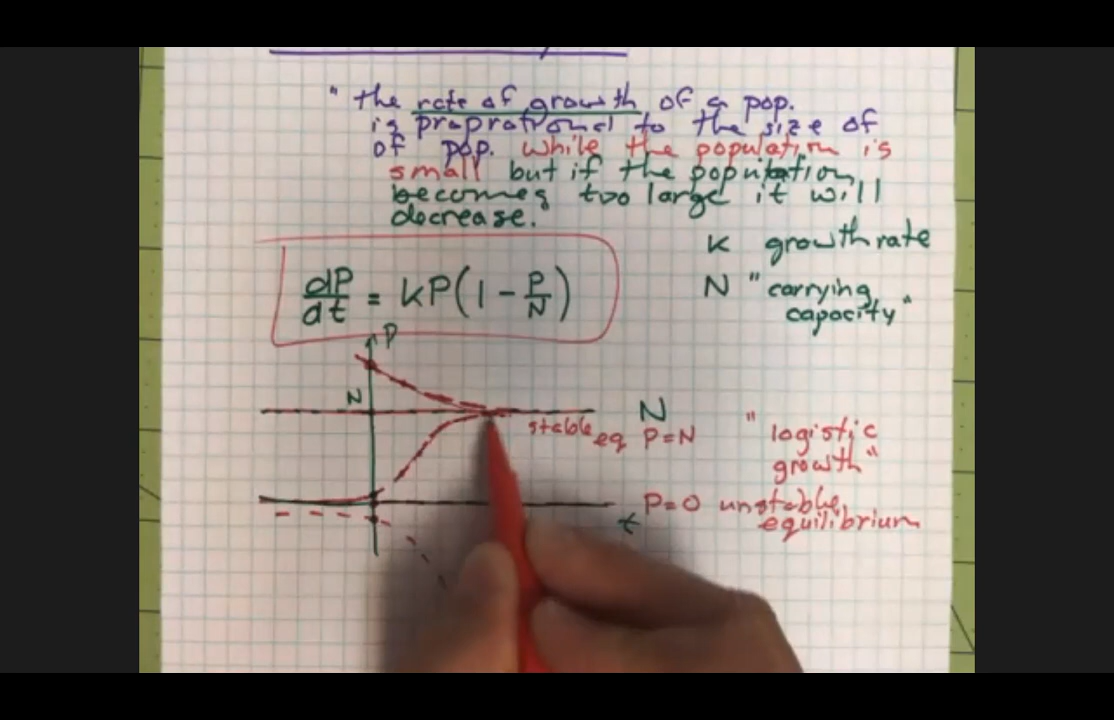 " the rate of growth of a pop.
is proprotional to the size of
of pop. while the population is
small but if the popultation
becomes too large it will
decrease."
K growth rate
N "carrying
capacity"
dP/dt = kP(1 - P/N)
P
N
N
stable eq P=N
"logistic
growth"
P=0 unstable
equilibrium
t